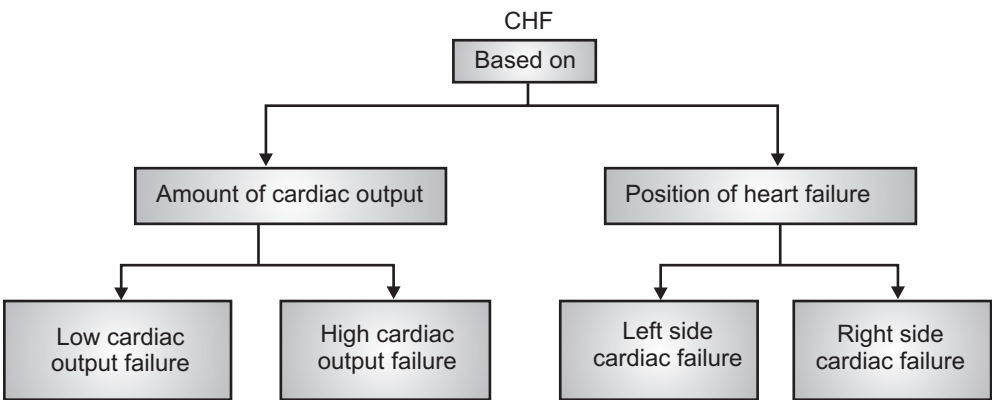 CHF
Based on
Amount of cardiac output
Position of heart failure
Low cardiac
output failure
High cardiac
output failure
Left side
cardiac failure
Right side
cardiac failure